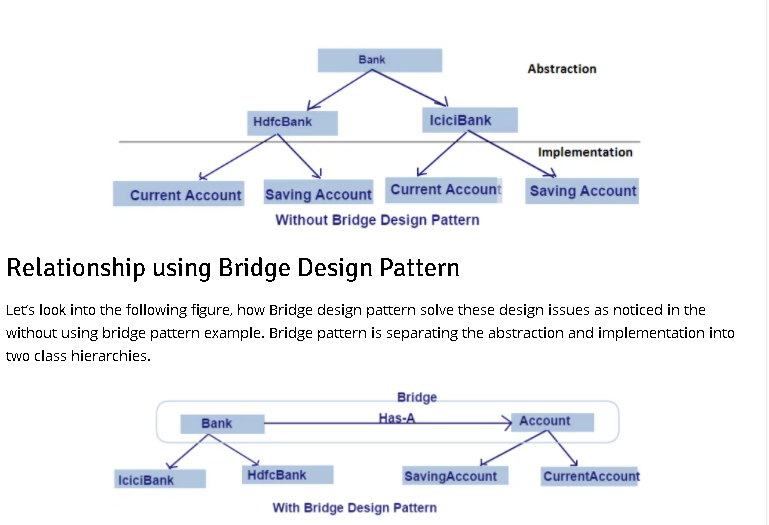 Bank
Abstraction
HdfcBank
IciciBank
Implementation
Current Account
Saving Account
Current Account
Saving Account
Without Bridge Design Pattern
Relationship using Bridge Design Pattern
Let's look into the following figure, how Bridge design pattern solve these design issues as noticed in the
without using bridge pattern example. Bridge pattern is separating the abstraction and implementation into
two class hierarchies.
Bridge
Bank
Has-A
Account
IciciBank
HdfcBank
SavingAccount
CurrentAccount
With Bridge Design Pattern